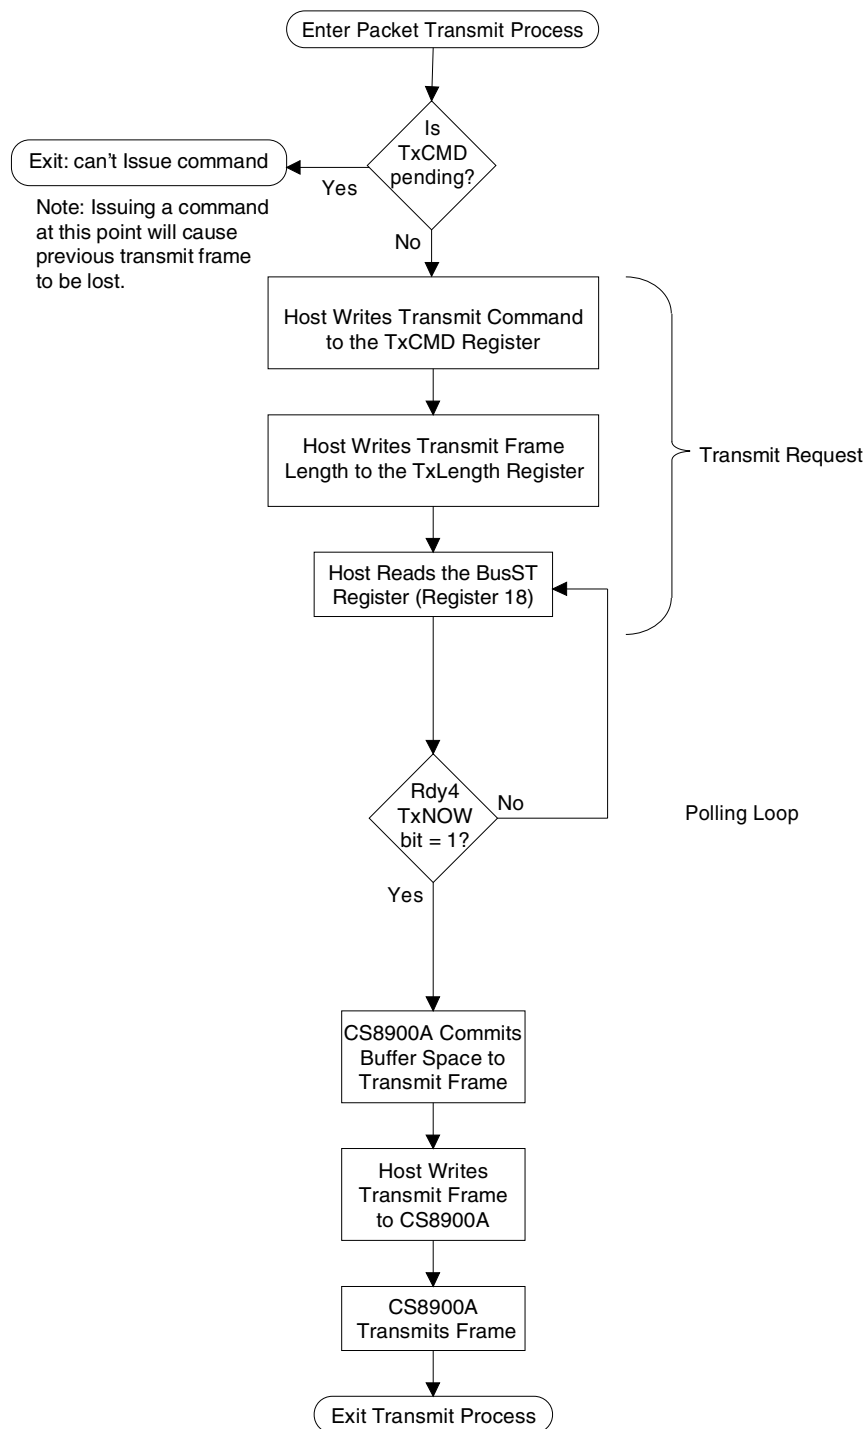 Enter Packet Transmit Process
Is
TxCMD
pending?
Exit: can't Issue command
Yes
Note: Issuing a command
at this point will cause
previous transmit frame
to be lost.
No
Host Writes Transmit Command
to the TxCMD Register
Host Writes Transmit Frame
Length to the TxLength Register
Transmit Request
Host Reads the BusST
Register (Register 18)
Rdy4
TxNOW
bit = 1?
No
Polling Loop
Yes
CS8900A Commits
Buffer Space to
Transmit Frame
Host Writes
Transmit Frame
to CS8900A
CS8900A
Transmits Frame
Exit Transmit Process